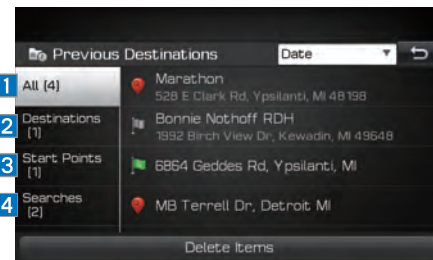 Previous Destinations Date
1 All (4)
Marathon
528 E Clark Rd, Ypsilanti, MI 48198
2 Destinations
(1)
Bonnie Nothoff RDH
1992 Birch View Dr, Kewadin, MI 49648
3 Start Points
(1)
6864 Geddes Rd, Ypsilanti, MI
4 Searches
(2)
MB Terrell Dr, Detroit MI
Delete Items